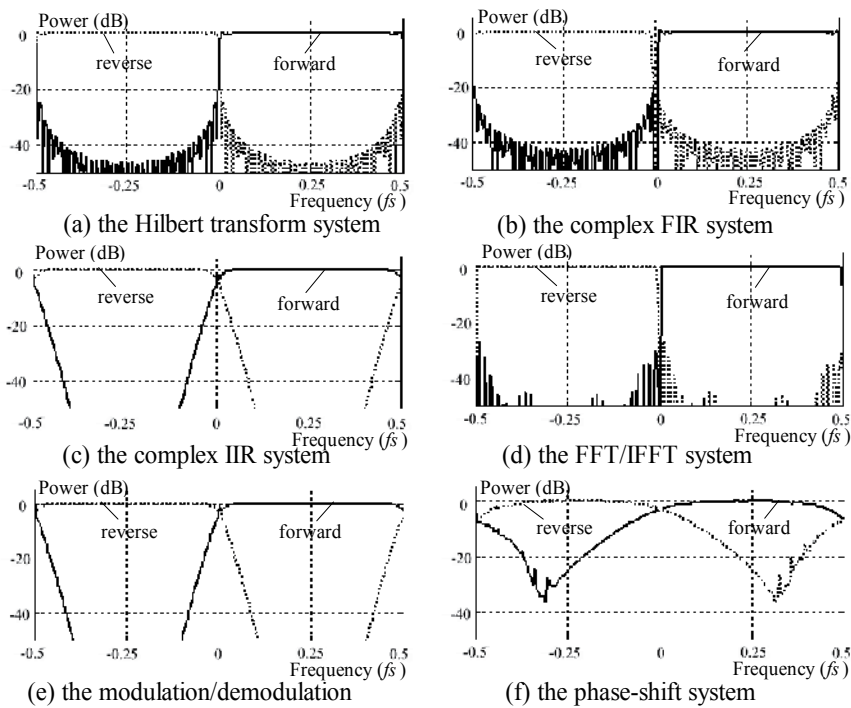 Power (dB)
0
-20
-40
reverse
forward
-0.5
-0.25
0
0.25
0.5
Frequency (fs )
(a) the Hilbert transform system
Power (dB)
0
-20
-40
reverse
forward
-0.5
-0.25
0
0.25
0.5
Frequency (fs )
(b) the complex FIR system
Power (dB)
0
-20
-40
reverse
forward
-0.5
-0.25
0
0.25
0.5
Frequency (fs )
(c) the complex IIR system
Power (dB)
0
-20
-40
reverse
forward
-0.5
-0.25
0
0.25
0.5
Frequency (fs )
(d) the FFT/IFFT system
Power (dB)
0
-20
-40
reverse
forward
-0.5
-0.25
0
0.25
0.5
Frequency (fs )
(e) the modulation/demodulation
Power (dB)
0
-20
-40
reverse
forward
-0.5
-0.25
0
0.25
0.5
Frequency (fs )
(f) the phase-shift system